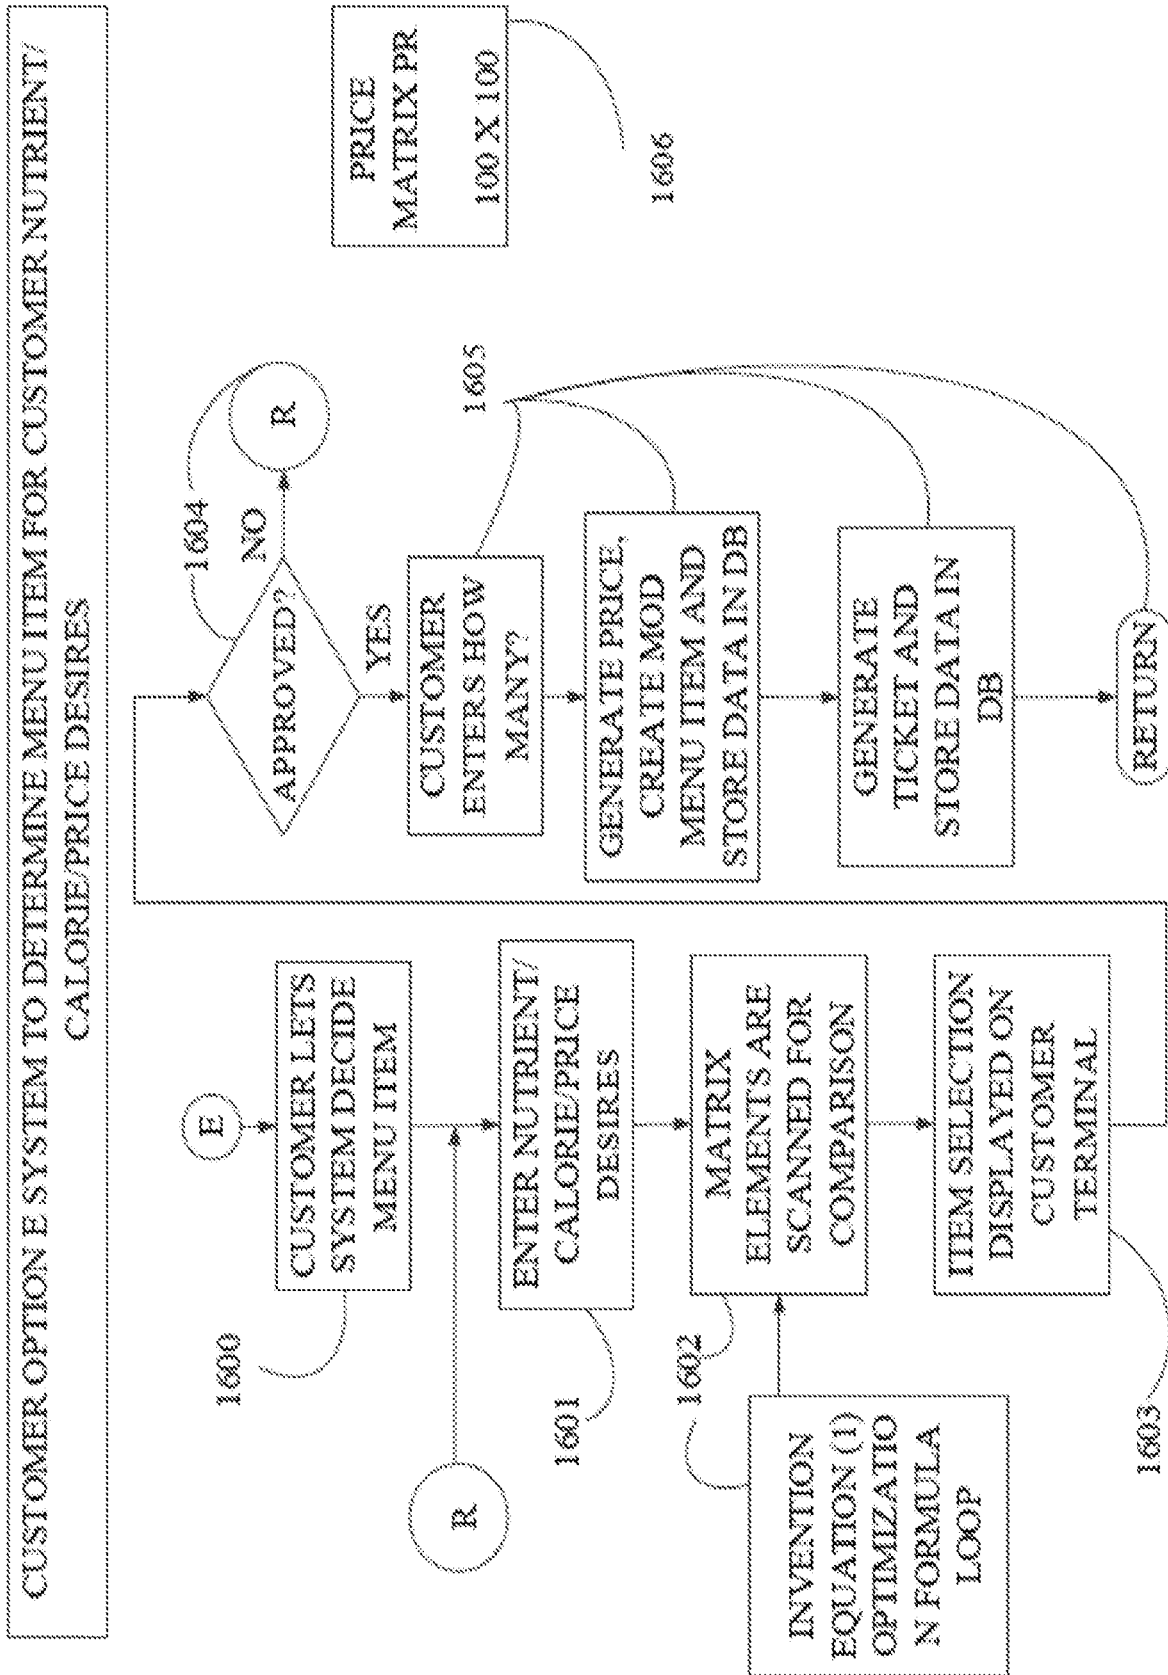 CUSTOMER OPTION E SYSTEM TO DETERMINE MENU ITEM FOR CUSTOMER NUTRIENT/
CALORIE/PRICE DESIRES
E
CUSTOMER LETS
SYSTEM DECIDE
MENU ITEM
1600
R
ENTER NUTRIENT/
CALORIE/PRICE
DESIRES
1601
MATRIX
ELEMENTS ARE
SCANNED FOR
COMPARISON
1602
INVENTION
EQUATION (1)
OPTIMIZATIO
N FORMULA
LOOP
ITEM SELECTION
DISPLAYED ON
CUSTOMER
TERMINAL
1603
APPROVED?
1604
NO
R
YES
CUSTOMER
ENTERS HOW
MANY?
1605
GENERATE PRICE,
CREATE MOD
MENU ITEM AND
STORE DATA IN DB
GENERATE
TICKET AND
STORE DATA IN
DB
RETURN
PRICE
MATRIX PR
100 X 100
1606